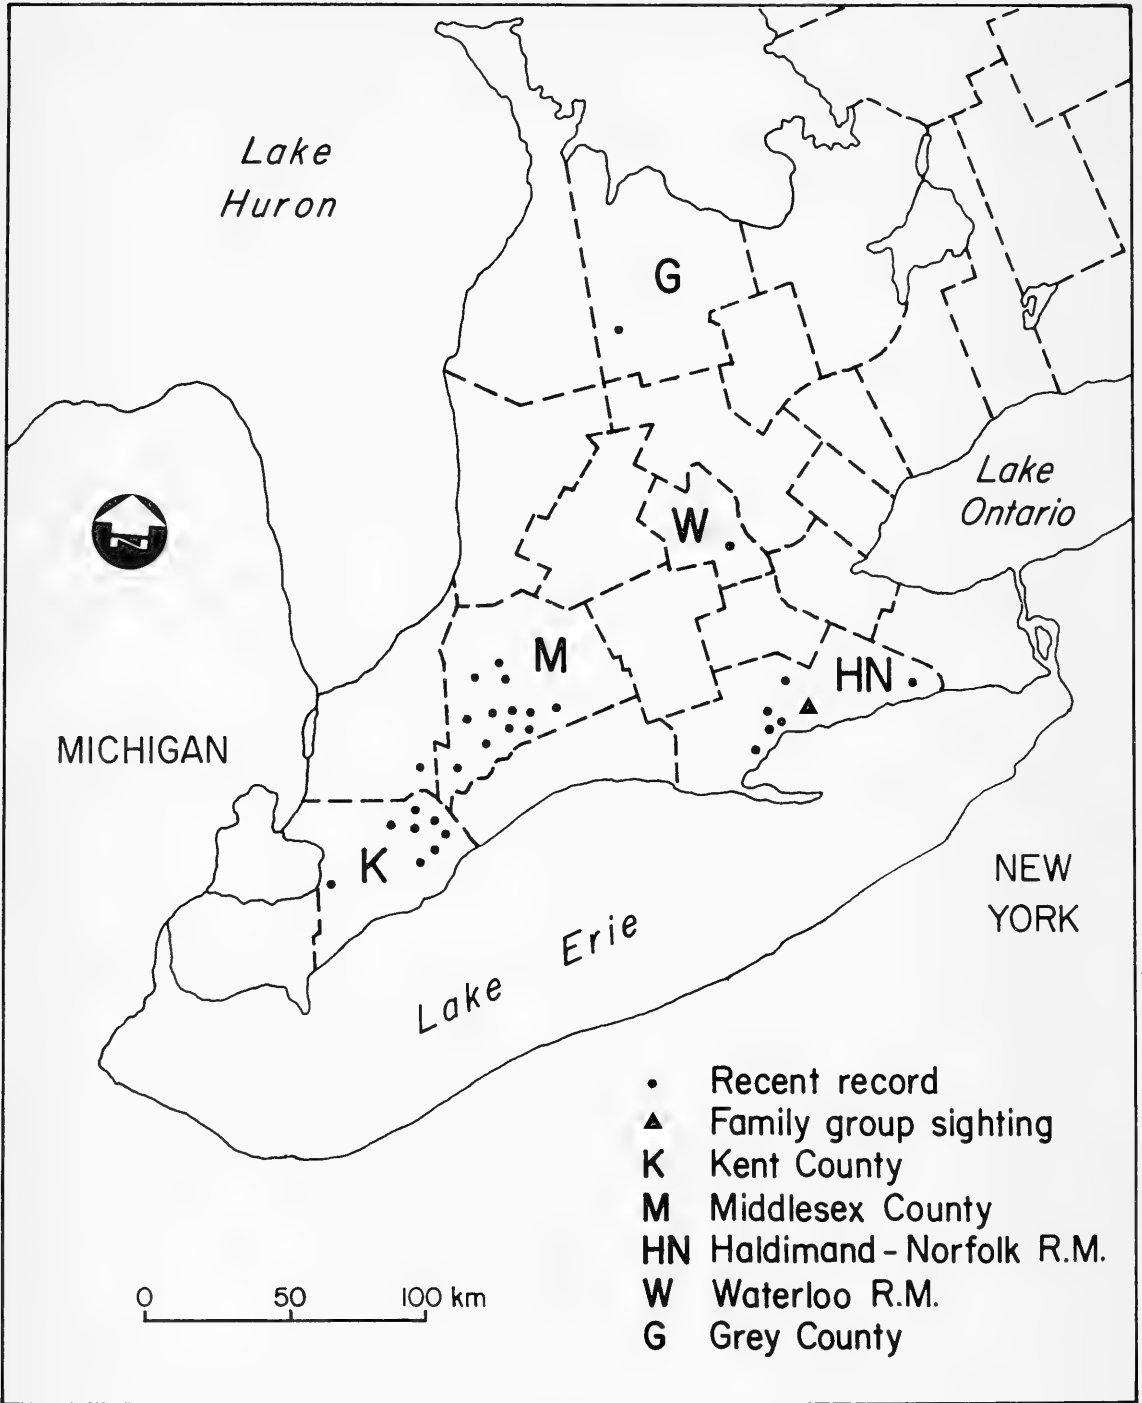 Lake
Huron
G
Lake
Ontario
W
N
M
HN
MICHIGAN
K
NEW
YORK
Lake Erie
Recent record
Family group sighting
K Kent County
M Middlesex County
HN Haldimand-Norfolk R.M.
W Waterloo R.M.
G Grey County
0 50 100 km